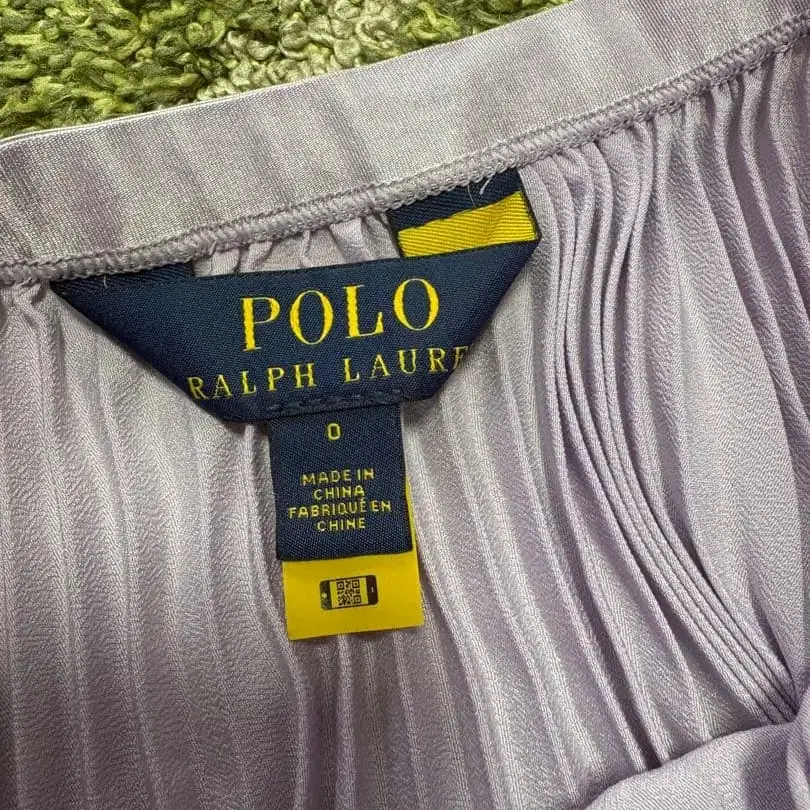 POLO
RALPH LAURE
0
MADE IN
CHINA
FABRIQUÉ EN
CHINE